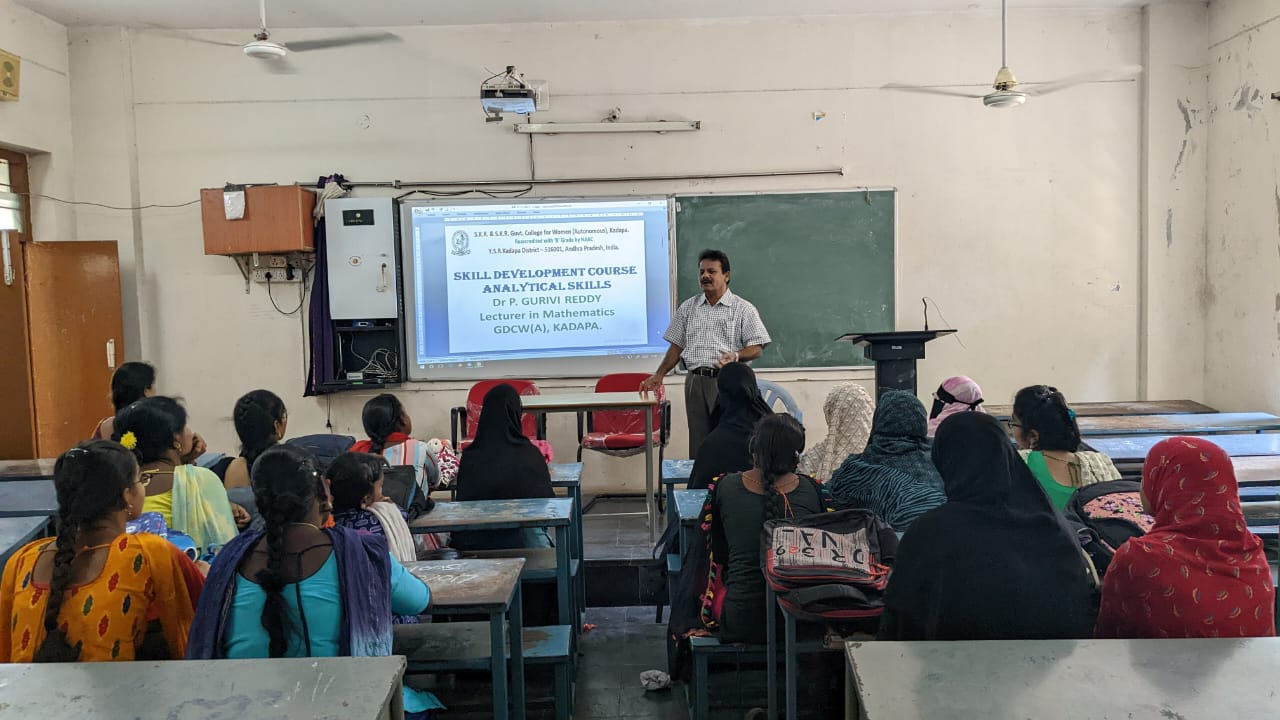 S.K.R. & S.K.R. Govt. College for Women (Autonomous), Kadapa.
Reaccredited with 'B' Grade by NAAC
Y.S.R. Kadapa District – 516001, Andhra Pradesh, India.
SKILL DEVELOPMENT COURSE
ANALYTICAL SKILLS
Dr P. GURIVI REDDY
Lecturer in Mathematics
GDCW(A), KADAPA.